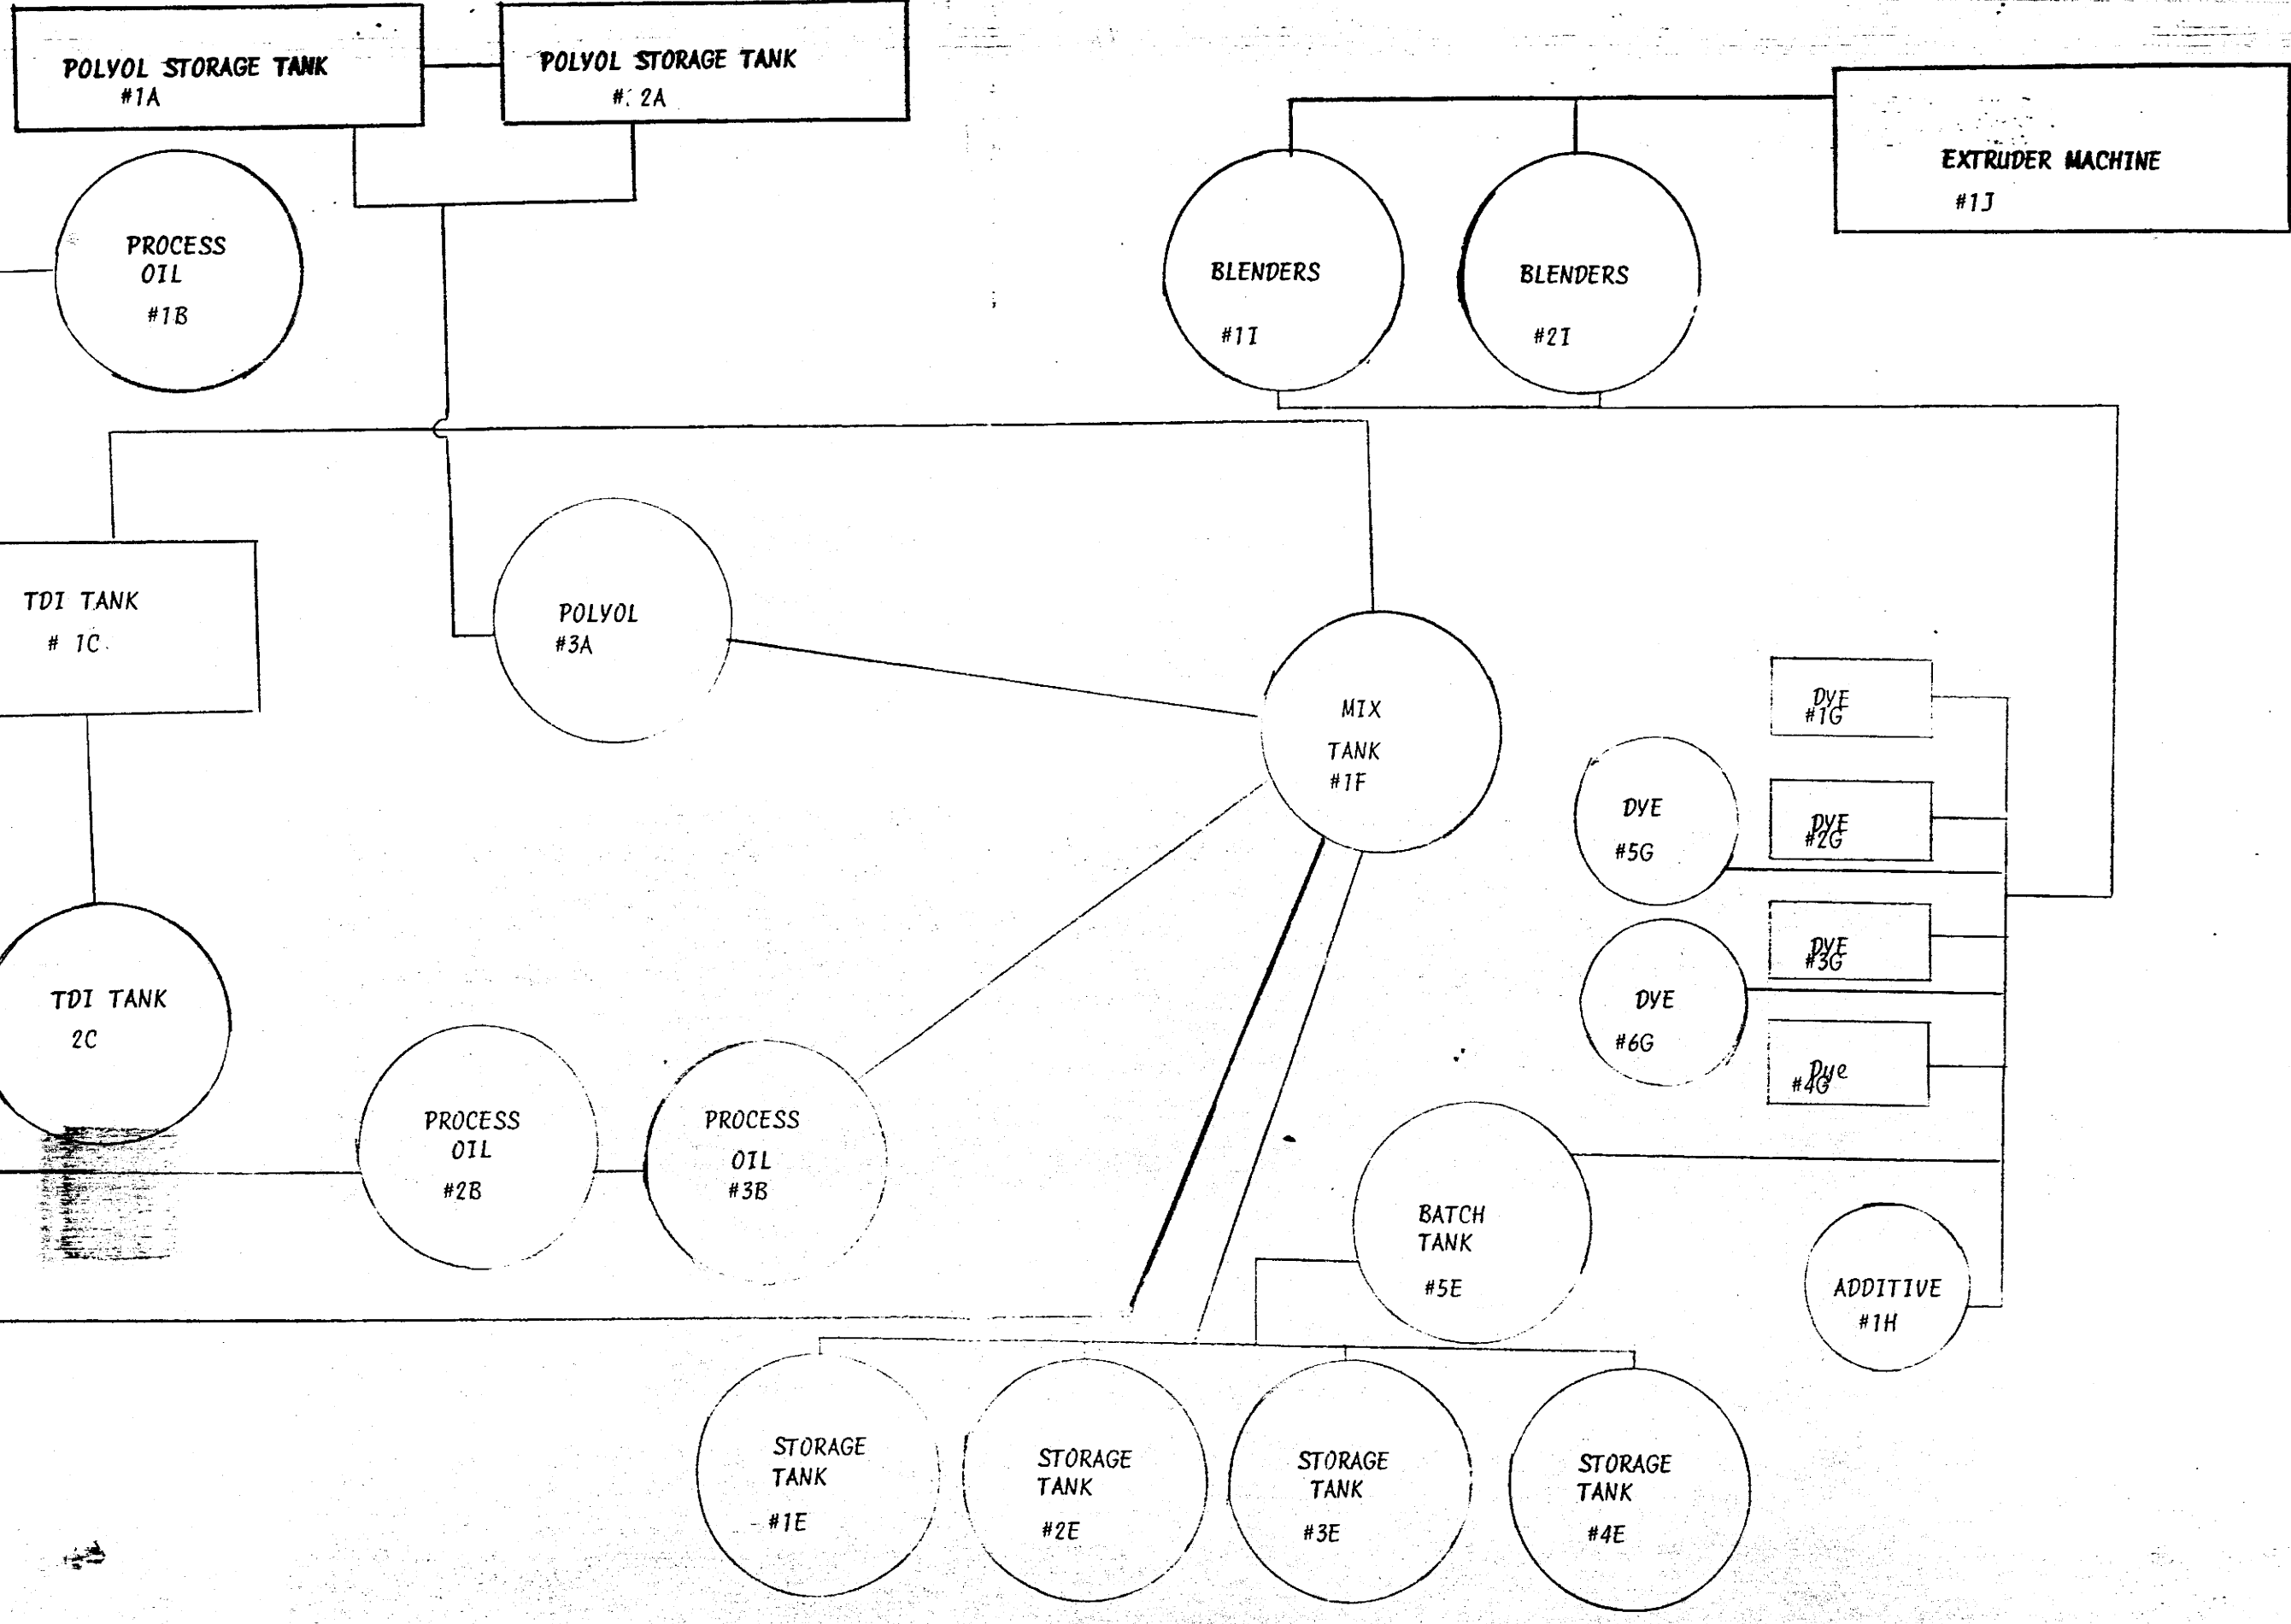 POLYOL STORAGE TANK
#1A
POLYOL STORAGE TANK
#: 2A
EXTRUDER MACHINE
#1J
PROCESS
OIL
#1B
BLENDERS
#1I
BLENDERS
#2I
TDI TANK
# 1C.
POLYOL
#3A
MIX
TANK
#1F
DYE
#1G
DYE
#5G
DYE
#2G
DYE
#3G
DYE
#6G
Dye
#4G
TDI TANK
2C
PROCESS
OIL
#2B
PROCESS
OIL
#3B
BATCH
TANK
#5E
ADDITIVE
#1H
STORAGE
TANK
#1E
STORAGE
TANK
#2E
STORAGE
TANK
#3E
STORAGE
TANK
#4E